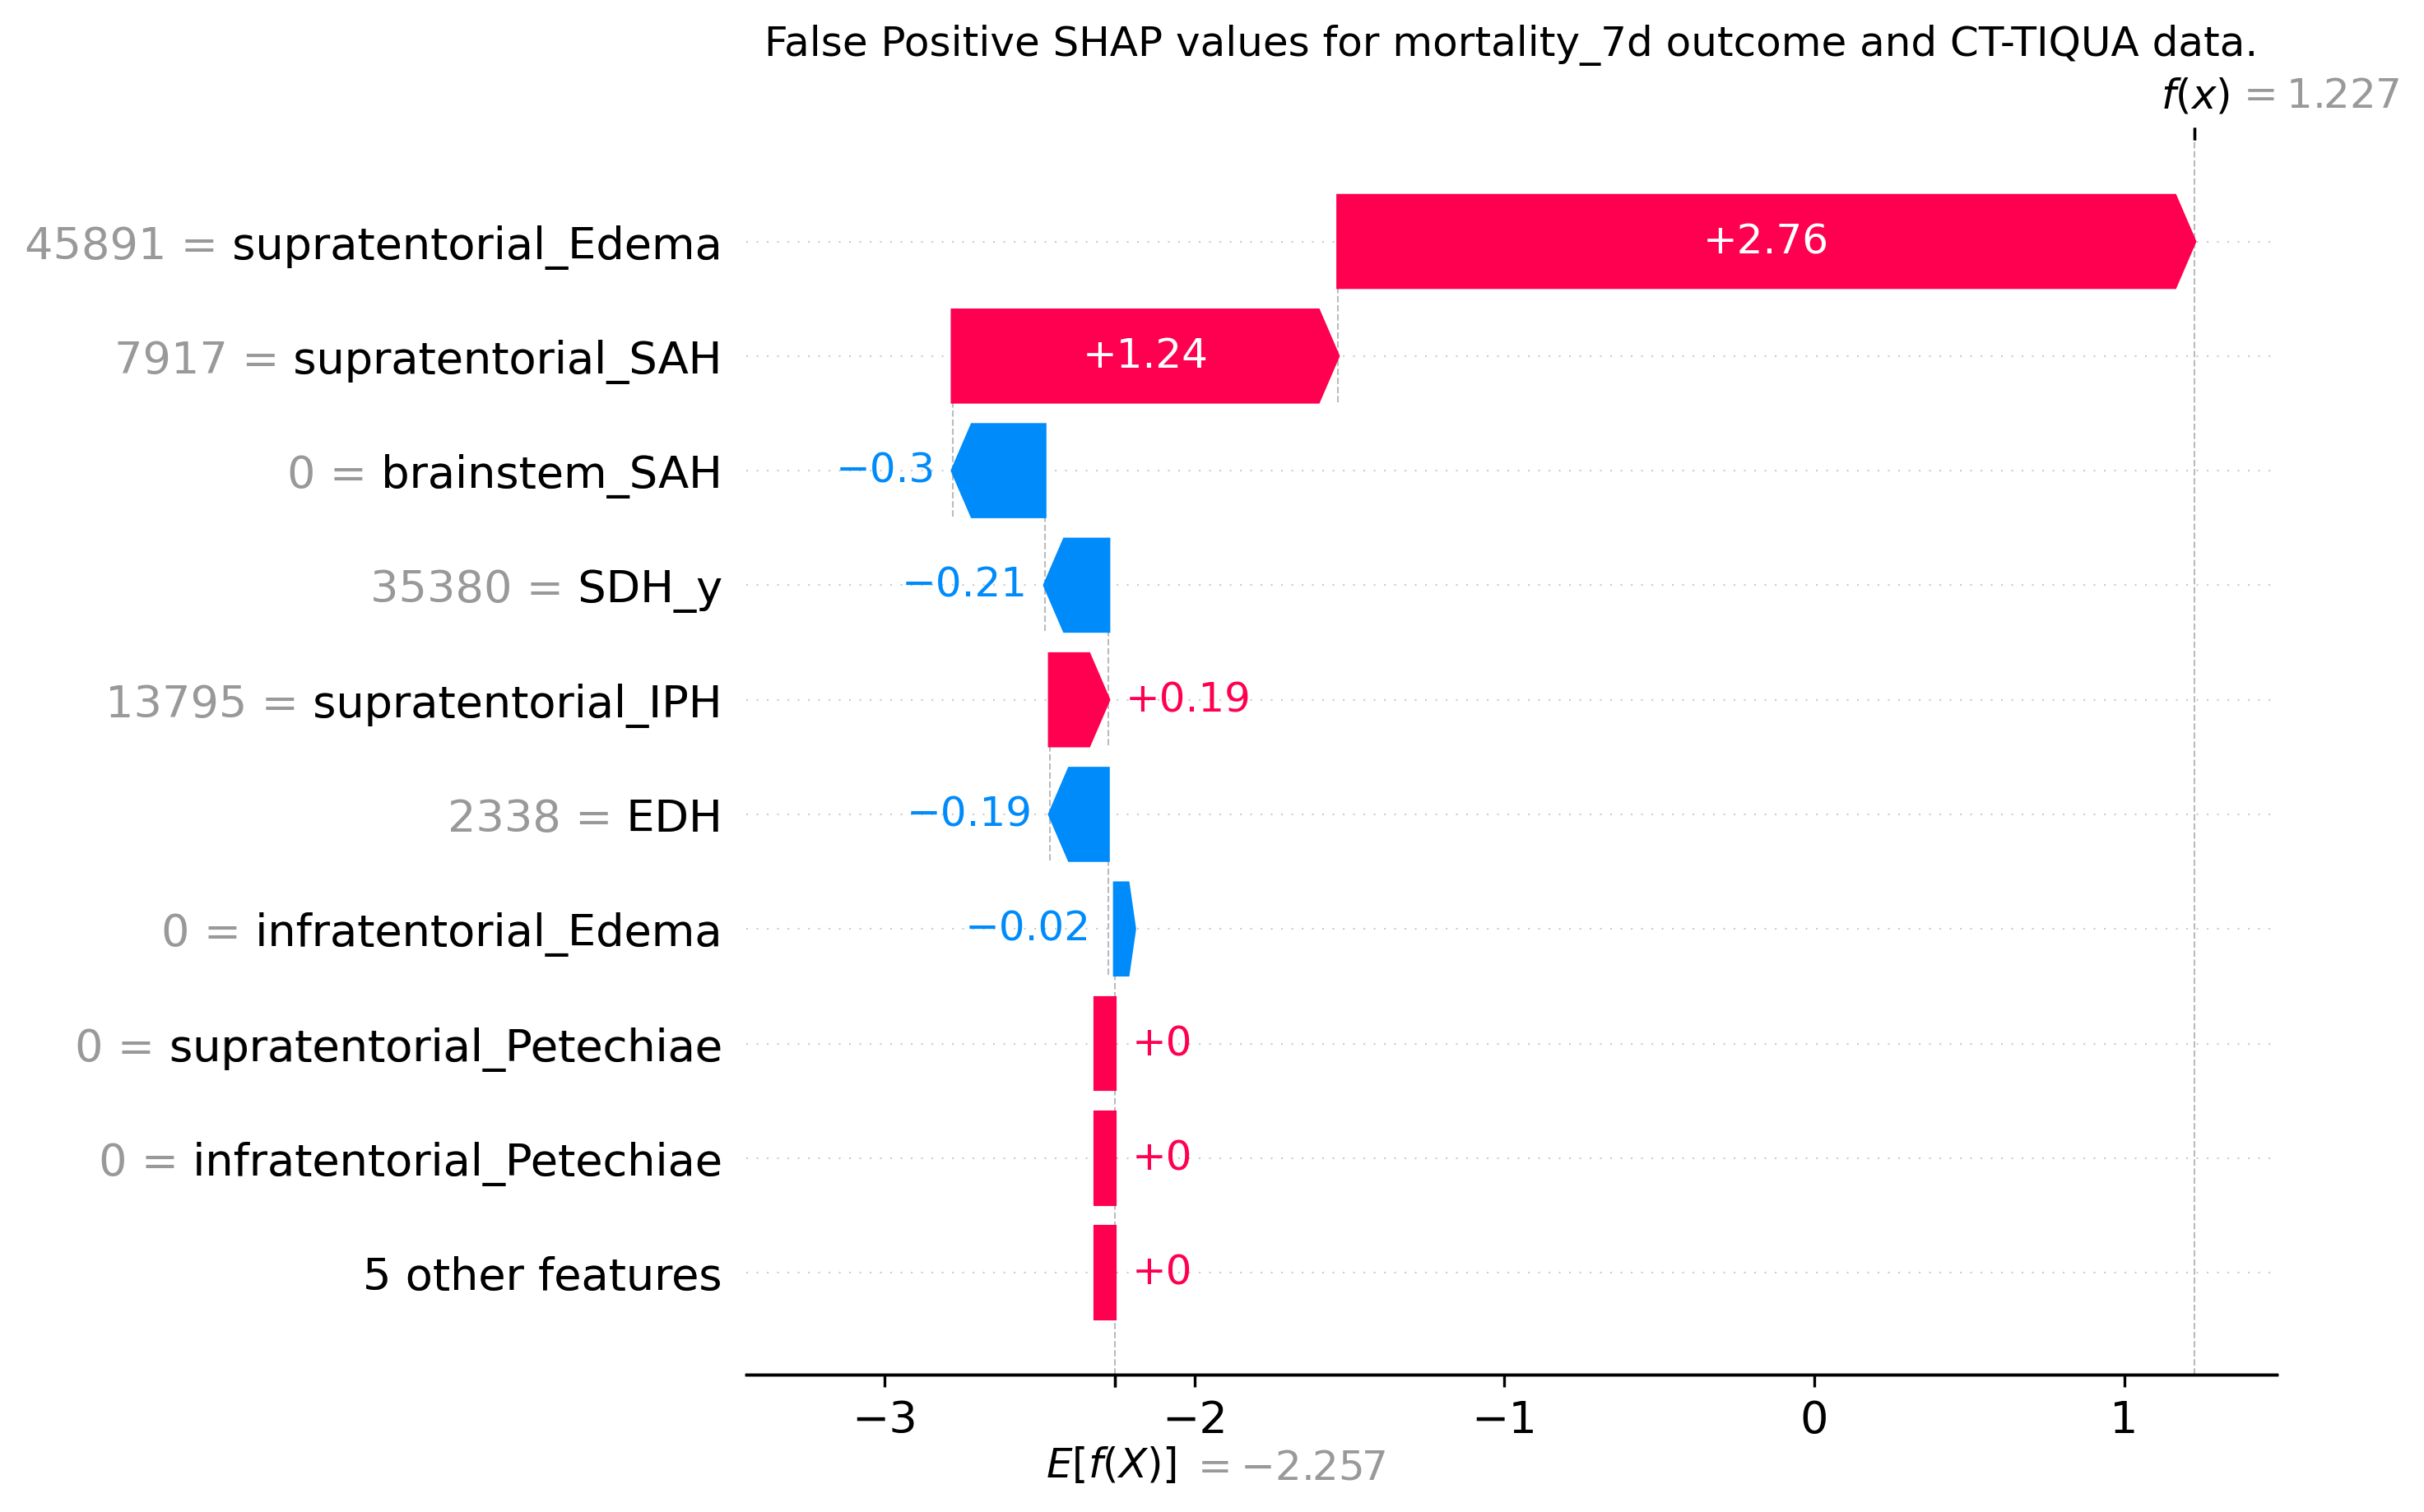 False Positive SHAP values for mortality_7d outcome and CT-TIQUA data.
f(x) = 1.227
45891 = supratentorial_Edema +2.76
7917 = supratentorial_SAH +1.24
0 = brainstem_SAH −0.3
35380 = SDH_y −0.21
13795 = supratentorial_IPH +0.19
2338 = EDH −0.19
0 = infratentorial_Edema −0.02
0 = supratentorial_Petechiae +0
0 = infratentorial_Petechiae +0
5 other features +0
−3 −2 −1 0 1
E[f(X)] = −2.257